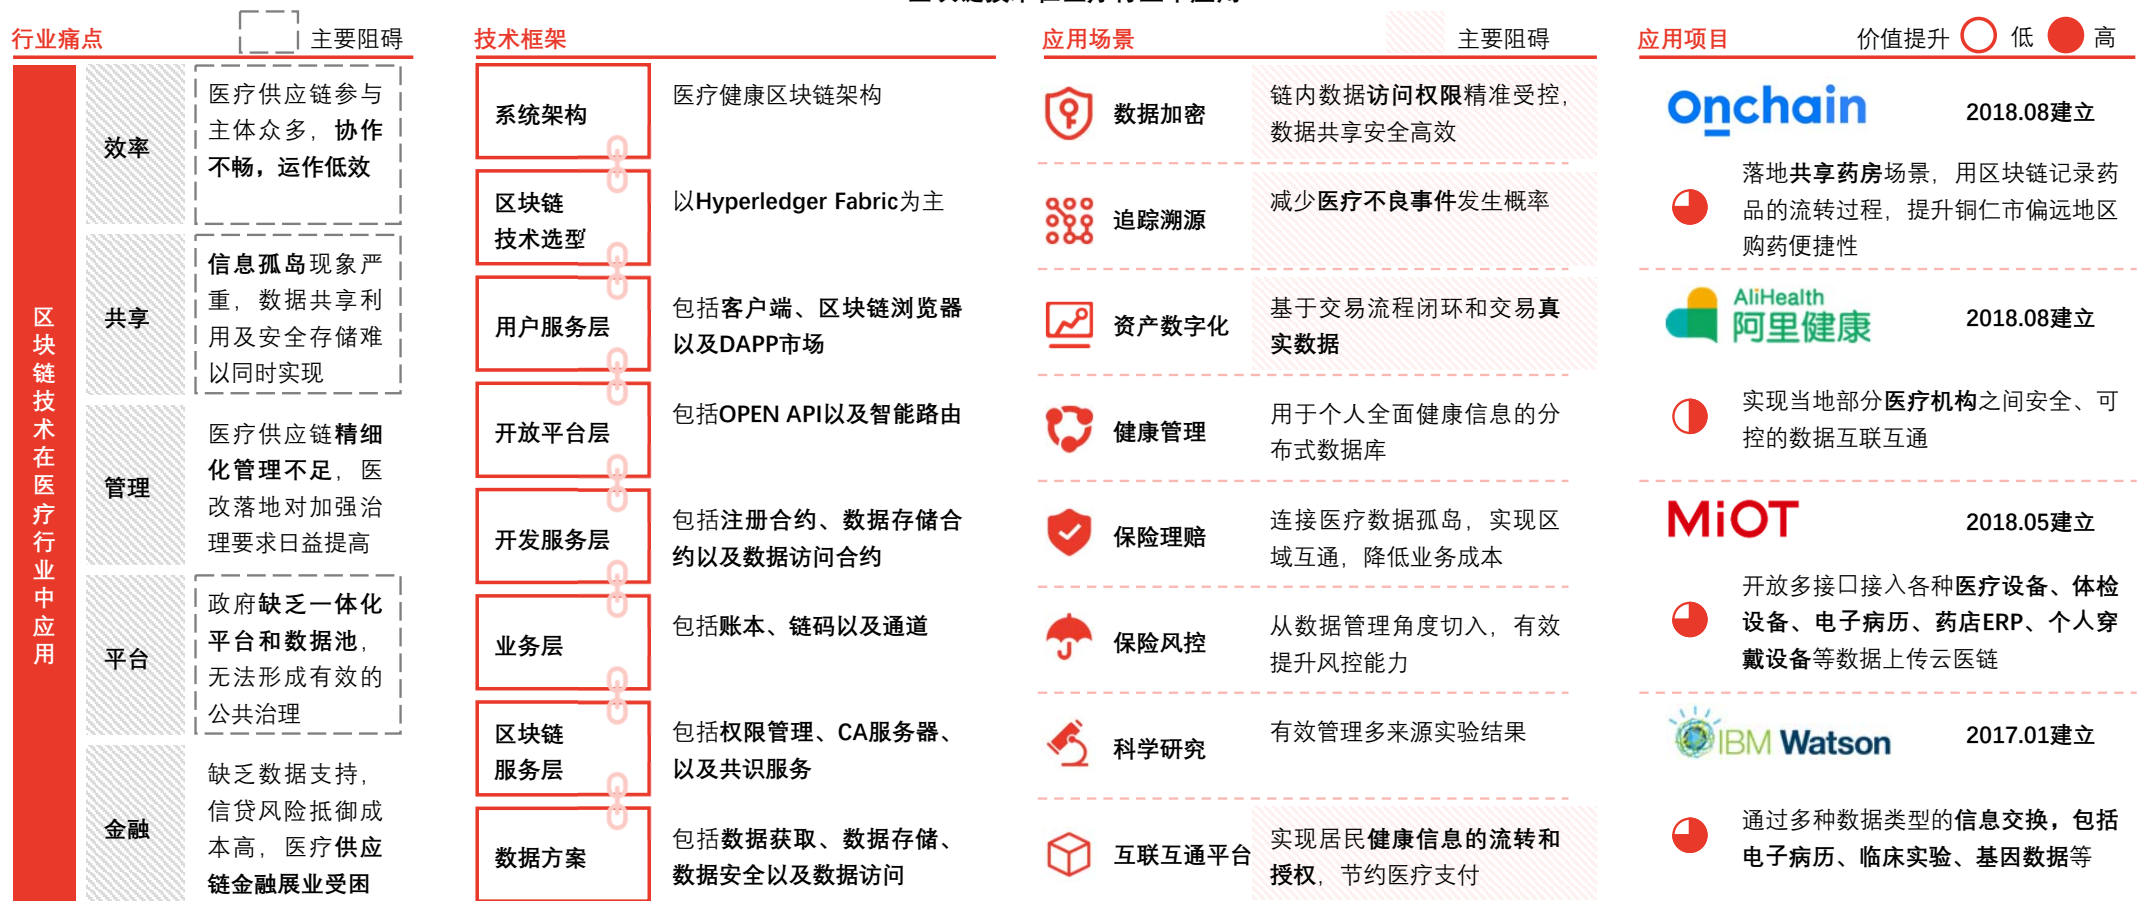 行业痛点
主要阻碍
区块链技术在医疗行业中应用
效率
医疗供应链参与
主体众多，协作
不畅，运作低效
共享
信息孤岛现象严
重，数据共享利
用及安全存储难
以同时实现
管理
医疗供应链精细
化管理不足，医
改落地对加强治
理要求日益提高
平台
政府缺乏一体化
平台和数据池，
无法形成有效的
公共治理
金融
缺乏数据支持，
信贷风险抵御成
本高，医疗供应
链金融展业受困
技术框架
系统架构
医疗健康区块链架构
区块链
技术选型
以Hyperledger Fabric为主
用户服务层
包括客户端、区块链浏览器
以及DAPP市场
开放平台层
包括OPEN API以及智能路由
开发服务层
包括注册合约、数据存储合
约以及数据访问合约
业务层
包括账本、链码以及通道
区块链
服务层
包括权限管理、CA服务器、
以及共识服务
数据方案
包括数据获取、数据存储、
数据安全以及数据访问
应用场景
主要阻碍
数据加密
链内数据访问权限精准受控，
数据共享安全高效
追踪溯源
减少医疗不良事件发生概率
资产数字化
基于交易流程闭环和交易真
实数据
健康管理
用于个人全面健康信息的分
布式数据库
保险理赔
连接医疗数据孤岛，实现区
域互通，降低业务成本
保险风控
从数据管理角度切入，有效
提升风控能力
科学研究
有效管理多来源实验结果
互联互通平台
实现居民健康信息的流转和
授权，节约医疗支付
应用项目
价值提升 低 高
Onchain
2018.08建立
落地共享药房场景，用区块链记录药
品的流转过程，提升铜仁市偏远地区
购药便捷性
AliHealth
阿里健康
2018.08建立
实现当地部分医疗机构之间安全、可
控的数据互联互通
MiOT
2018.05建立
开放多接口接入各种医疗设备、体检
设备、电子病历、药店ERP、个人穿
戴设备等数据上传云医链
IBM Watson
2017.01建立
通过多种数据类型的信息交换，包括
电子病历、临床实验、基因数据等